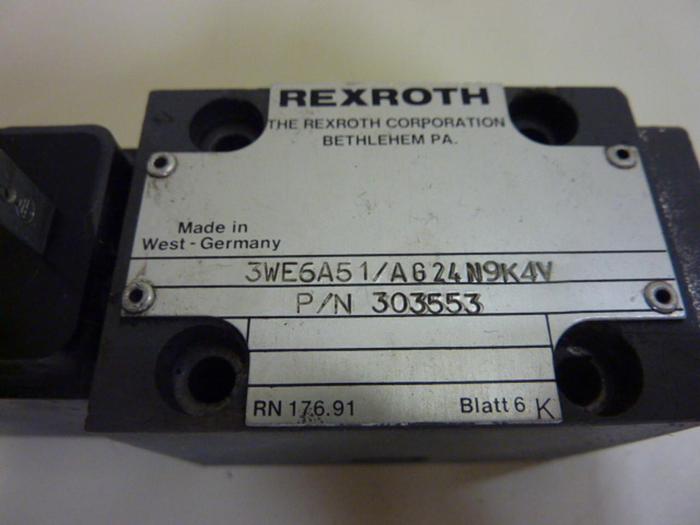 REXROTH
THE REXROTH CORPORATION
BETHLEHEM PA.
Made in
West - Germany
3WE6A51/AG24N9K4V
P/N 303553
RN 176.91 Blatt 6 K